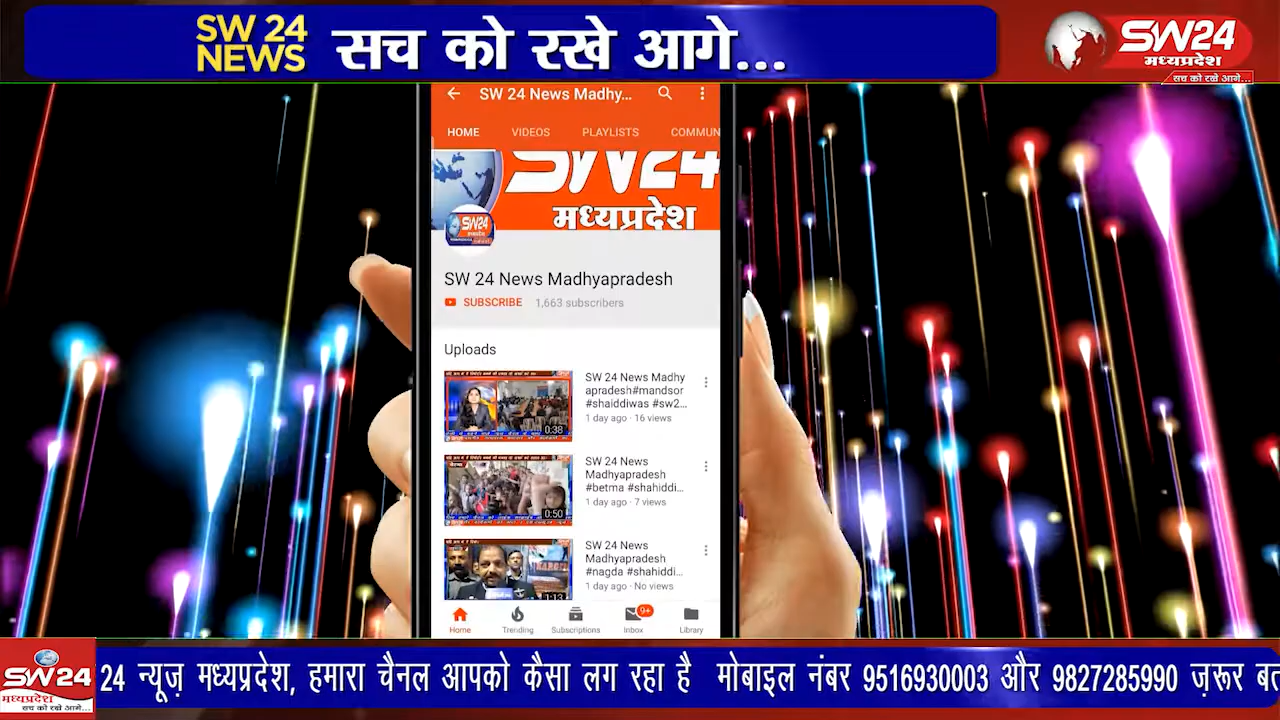 SW 24
NEWS
सच को रखे आगे...
SW24
मध्यप्रदेश
सच को रखे आगे...
SW 24 News Madhy...
HOME VIDEOS PLAYLISTS COMMUN
SW24
मध्यप्रदेश
SW24
SW 24 News Madhyapradesh
SUBSCRIBE 1,663 subscribers
Uploads
SW 24 News Madhy
apradesh#mandsor
#shaiddiwas #sw2...
1 day ago · 16 views
0:38
SW 24 News
Madhyapradesh
#betma #shahiddi...
1 day ago · 7 views
0:50
SW 24 News
Madhyapradesh
#nagda #shahiddi...
1 day ago · No views
1:13
9+
Home Trending Subscriptions Inbox Library
SW24
मध्यप्रदेश
सच को रखे आगे...
24 न्यूज़ मध्यप्रदेश, हमारा चैनल आपको कैसा लग रहा है मोबाइल नंबर 9516930003 और 9827285990 ज़रूर बत